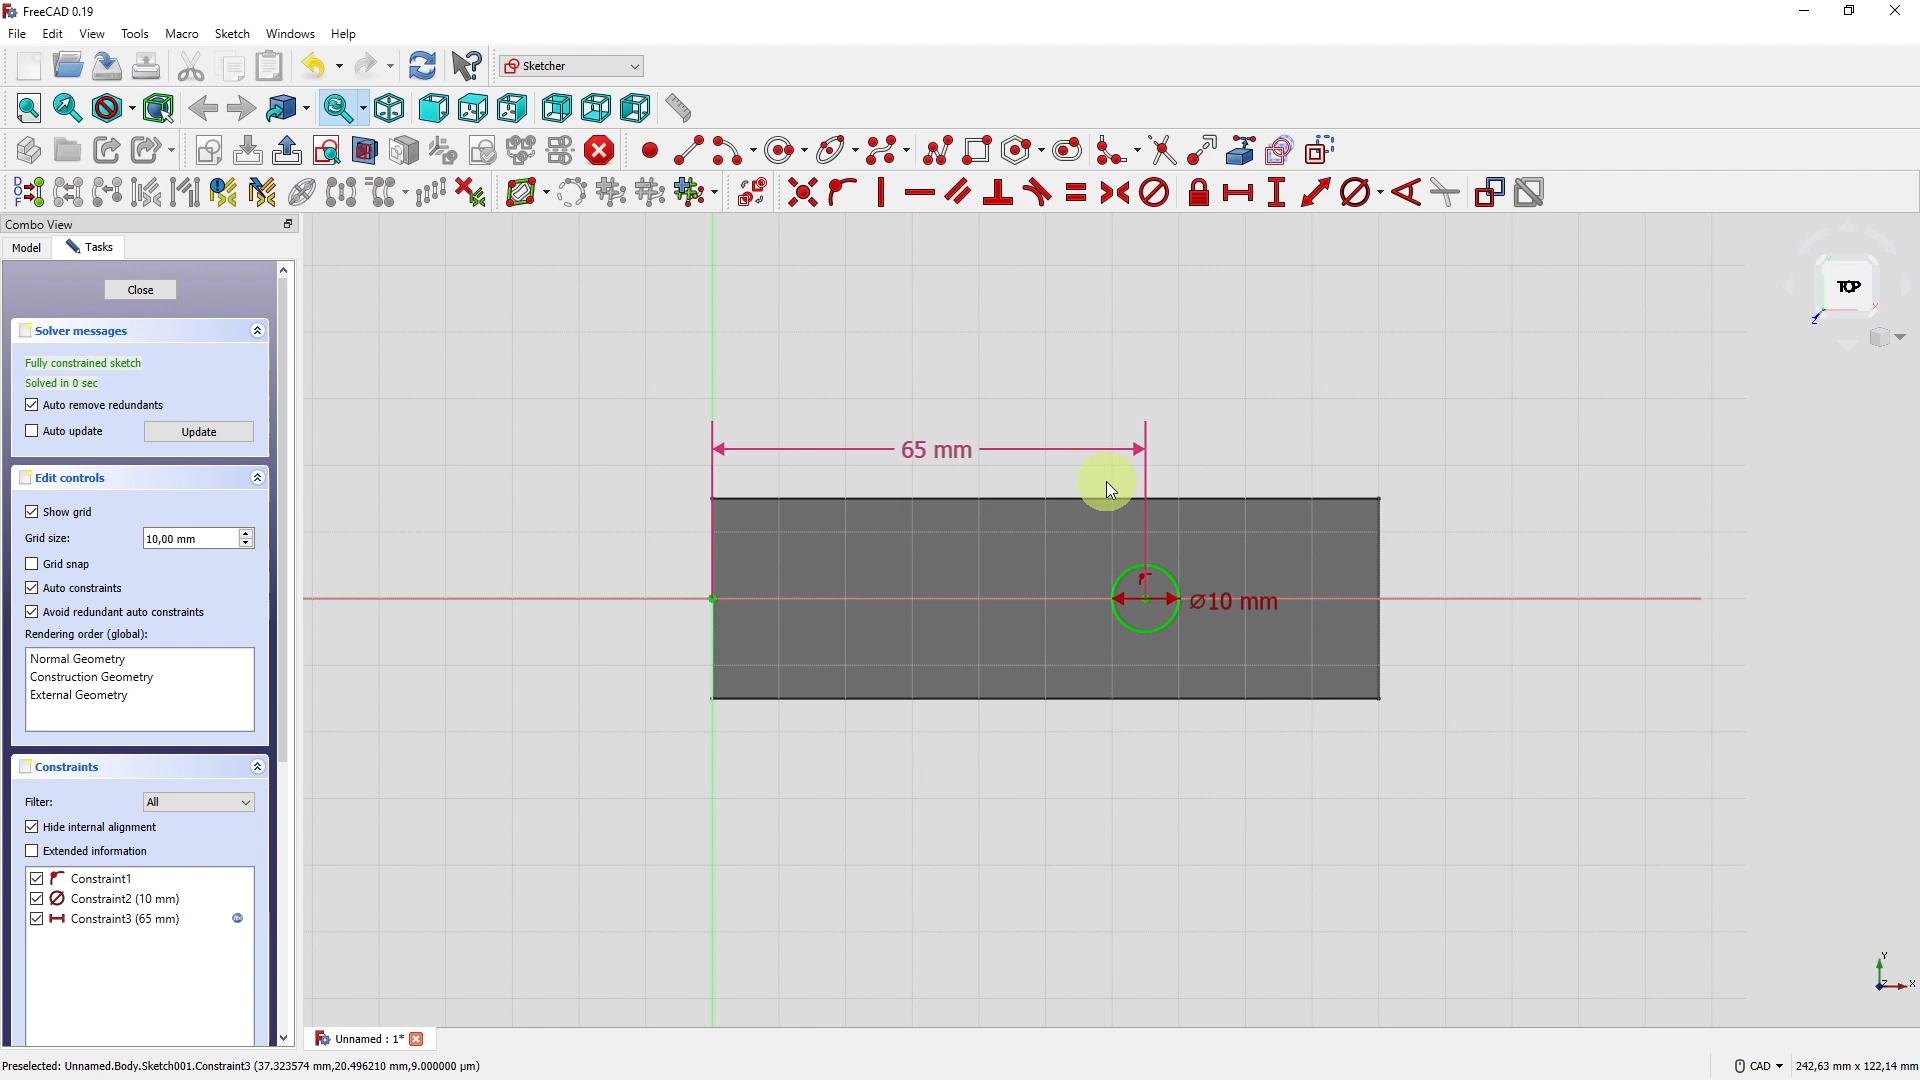 FreeCAD 0.19
File Edit View Tools Macro Sketch Windows Help
Sketcher
Combo View
Model Tasks
Close
Solver messages
Fully constrained sketch
Solved in 0 sec
Auto remove redundants
Auto update Update
Edit controls
Show grid
Grid size: 10,00 mm
Grid snap
Auto constraints
Avoid redundant auto constraints
Rendering order (global):
Normal Geometry
Construction Geometry
External Geometry
Constraints
Filter: All
Hide internal alignment
Extended information
Constraint1
Constraint2 (10 mm)
Constraint3 (65 mm)
65 mm
⌀10 mm
TOP
Y
X
Z
Y
Z X
Unnamed : 1*
Preselected: Unnamed.Body.Sketch001.Constraint3 (37.323574 mm,20.496210 mm,9.000000 µm)
CAD 242,63 mm x 122,14 mm